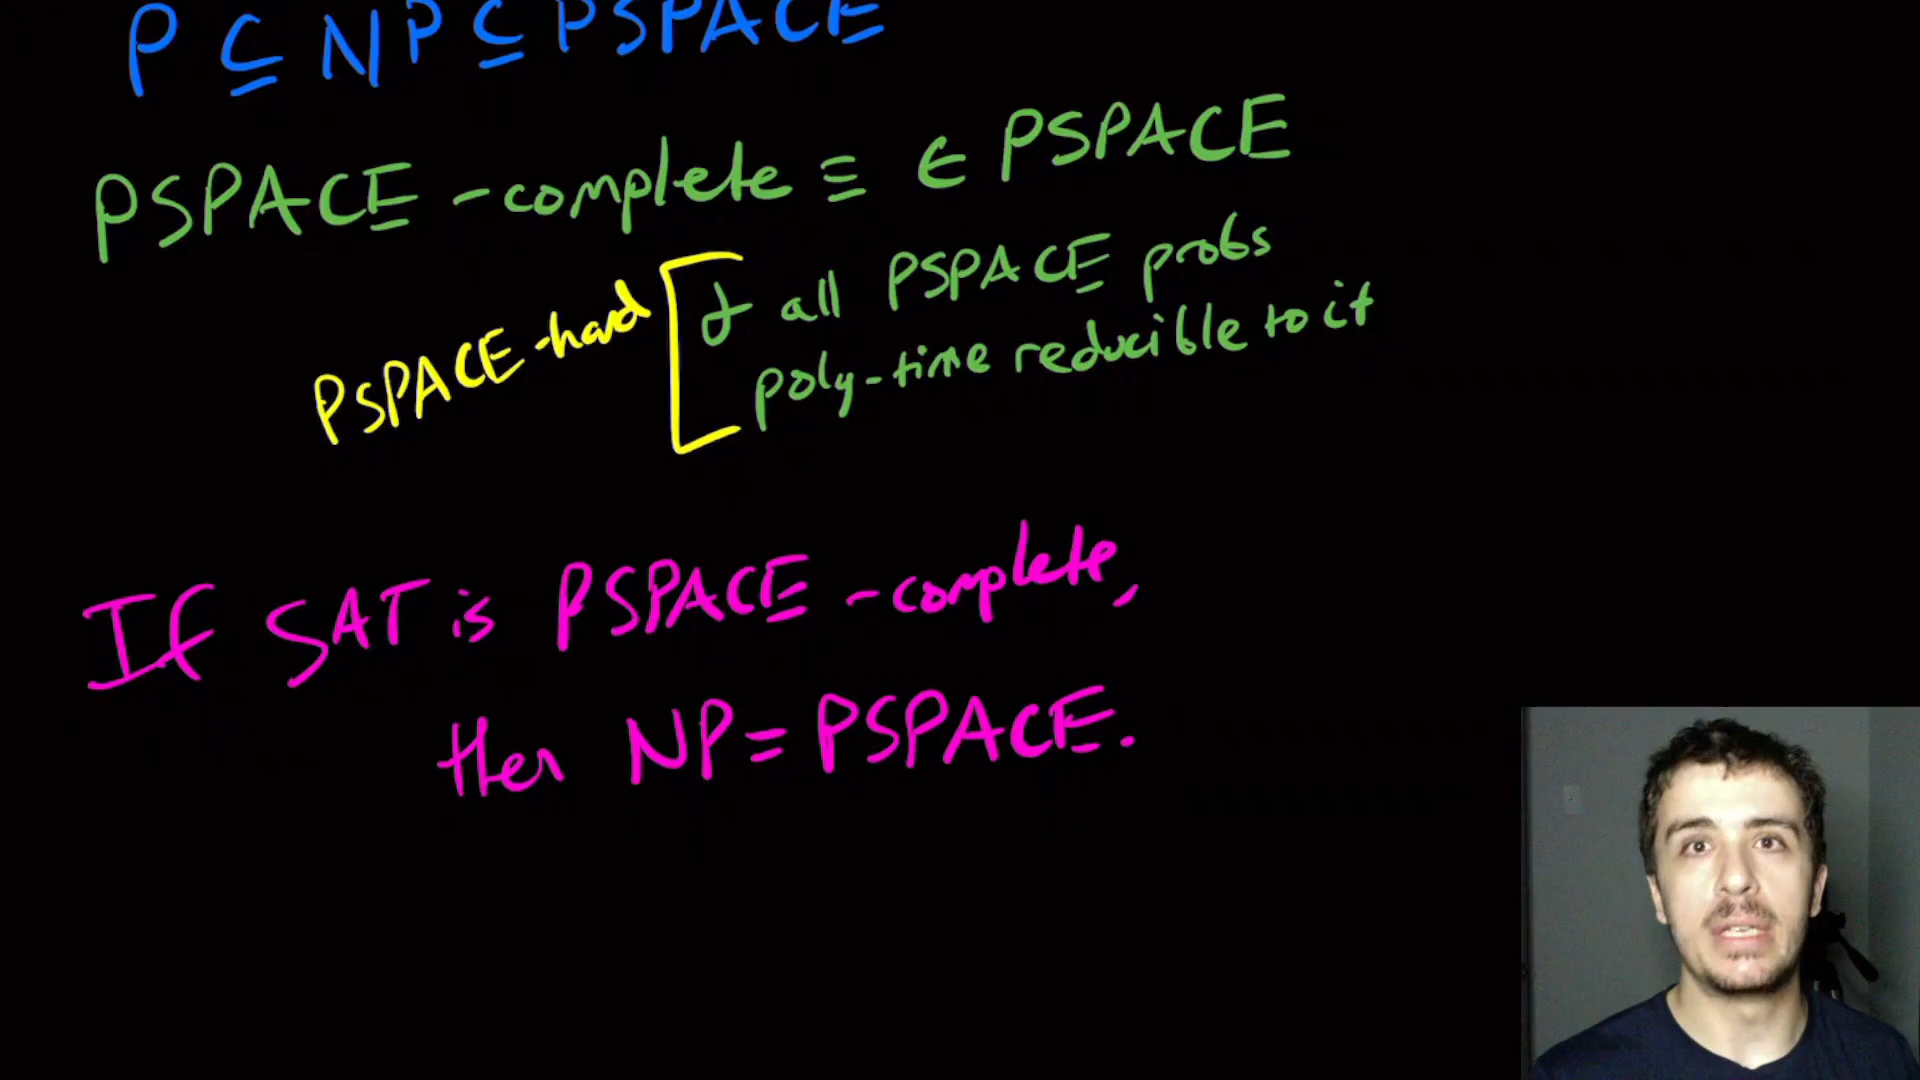 P ⊆ NP ⊆ PSPACE
PSPACE-complete ≡ ∈ PSPACE
PSPACE-hard
& all PSPACE probs
poly-time reducible to it
If SAT is PSPACE-complete,
then NP = PSPACE.